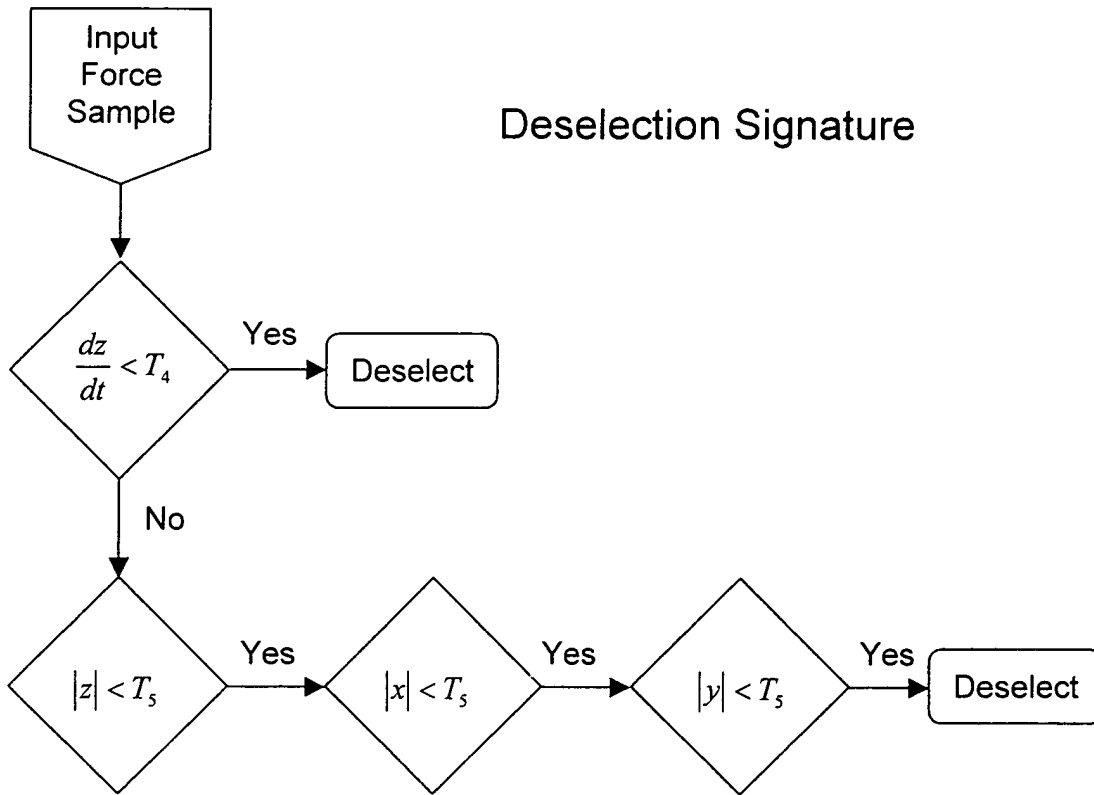 Input
Force
Sample
Deselection Signature
dz/dt < T₄
Yes
Deselect
No
|z| < T₅
Yes
|x| < T₅
Yes
|y| < T₅
Yes
Deselect